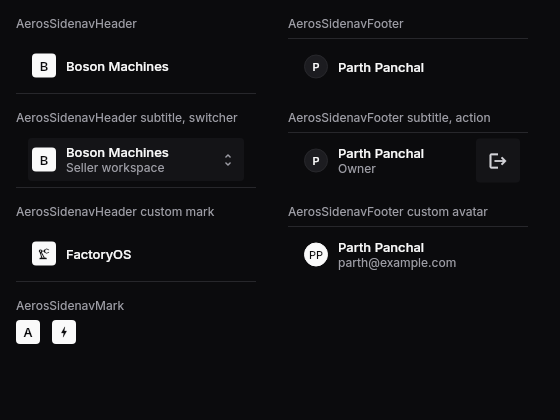 AerosSidenavHeader
B Boson Machines
AerosSidenavHeader subtitle, switcher
B Boson Machines
Seller workspace
AerosSidenavHeader custom mark
FactoryOS
AerosSidenavMark
A
AerosSidenavFooter
P Parth Panchal
AerosSidenavFooter subtitle, action
P Parth Panchal
Owner
AerosSidenavFooter custom avatar
PP Parth Panchal
parth@example.com